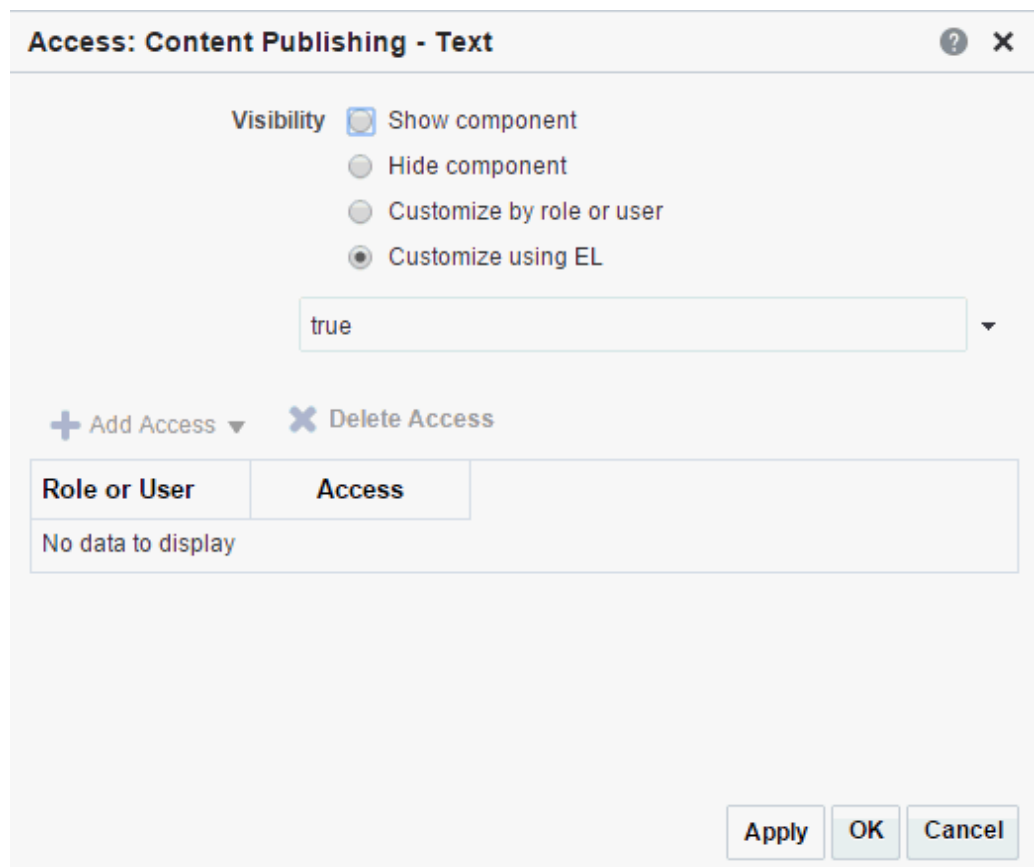 Access: Content Publishing - Text
Visibility Show component
Hide component
Customize by role or user
Customize using EL
true
Add Access Delete Access
Role or User Access
No data to display
Apply OK Cancel